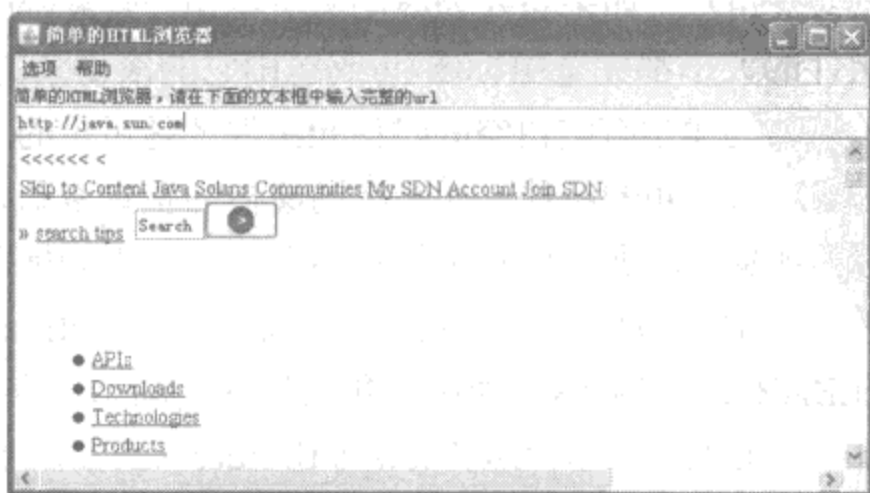 简单的HTML浏览器
选项 帮助
简单的HTML浏览器，请在下面的文本框中输入完整的url
http://java.sun.com
<<<<<< <
Skip to Content Java Solaris Communities My SDN Account Join SDN
» search tips Search >
APIs
Downloads
Technologies
Products